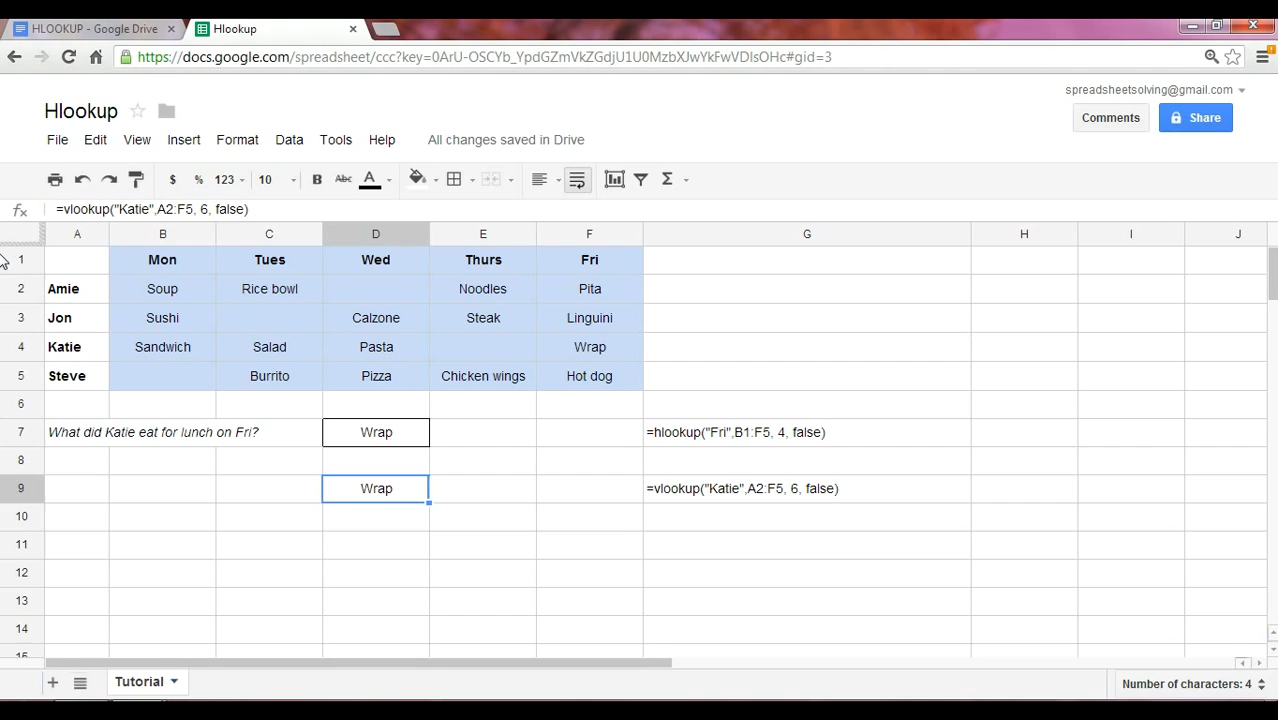 HLOOKUP - Google Drive
Hlookup
https://docs.google.com/spreadsheet/ccc?key=0ArU-OSCYb_YpdGZmVkZGdjU1U0MzbXJwYkFwVDlsOHc#gid=3
spreadsheetsolving@gmail.com
Hlookup
Comments
Share
File Edit View Insert Format Data Tools Help All changes saved in Drive
$ % 123 10 B Abc A Σ
fx =vlookup("Katie",A2:F5, 6, false)
A B C D E F G H I J
1 Mon Tues Wed Thurs Fri
2 Amie Soup Rice bowl Noodles Pita
3 Jon Sushi Calzone Steak Linguini
4 Katie Sandwich Salad Pasta Wrap
5 Steve Burrito Pizza Chicken wings Hot dog
6
7 What did Katie eat for lunch on Fri? Wrap =hlookup("Fri",B1:F5, 4, false)
8
9 Wrap =vlookup("Katie",A2:F5, 6, false)
10
11
12
13
14
15
Tutorial
Number of characters: 4